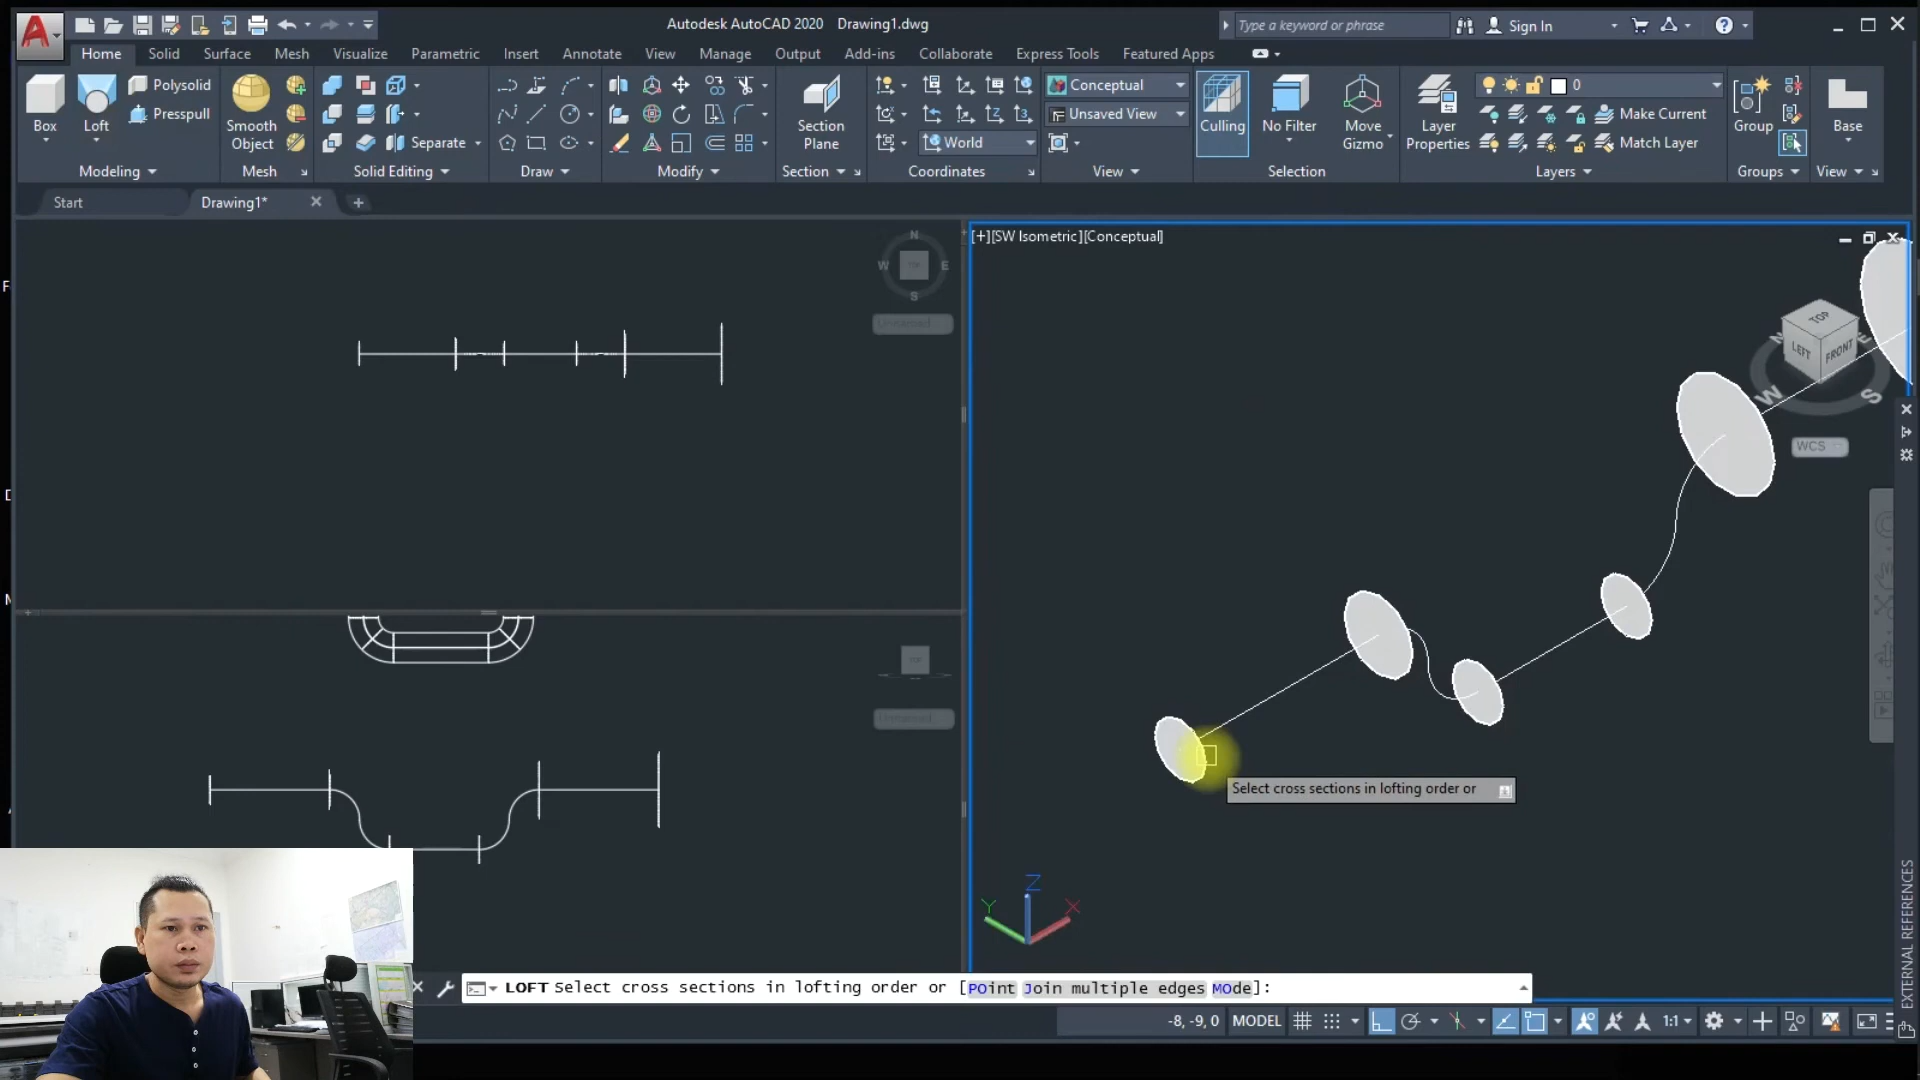 Autodesk AutoCAD 2020 Drawing1.dwg
Type a keyword or phrase
Sign In
Home Solid Surface Mesh Visualize Parametric Insert Annotate View Manage Output Add-ins Collaborate Express Tools Featured Apps
Box
Loft
Polysolid
Presspull
Modeling
Smooth Object
Mesh
Separate
Solid Editing
Draw
Modify
Section Plane
Section
World
Coordinates
Conceptual
Unsaved View
View
Culling
No Filter
Move Gizmo
Selection
Layer Properties
0
Make Current
Match Layer
Layers
Group
Groups
Base
View
Start
Drawing1*
[+][SW Isometric][Conceptual]
N
W
TOP
E
S
Unnamed
TOP
Unnamed
TOP
LEFT
FRONT
N
E
W
S
WCS
Select cross sections in lofting order or
Z
Y
X
LOFT Select cross sections in lofting order or [POint Join multiple edges MOde]:
-8, -9, 0
MODEL
1:1
EXTERNAL REFERENCES